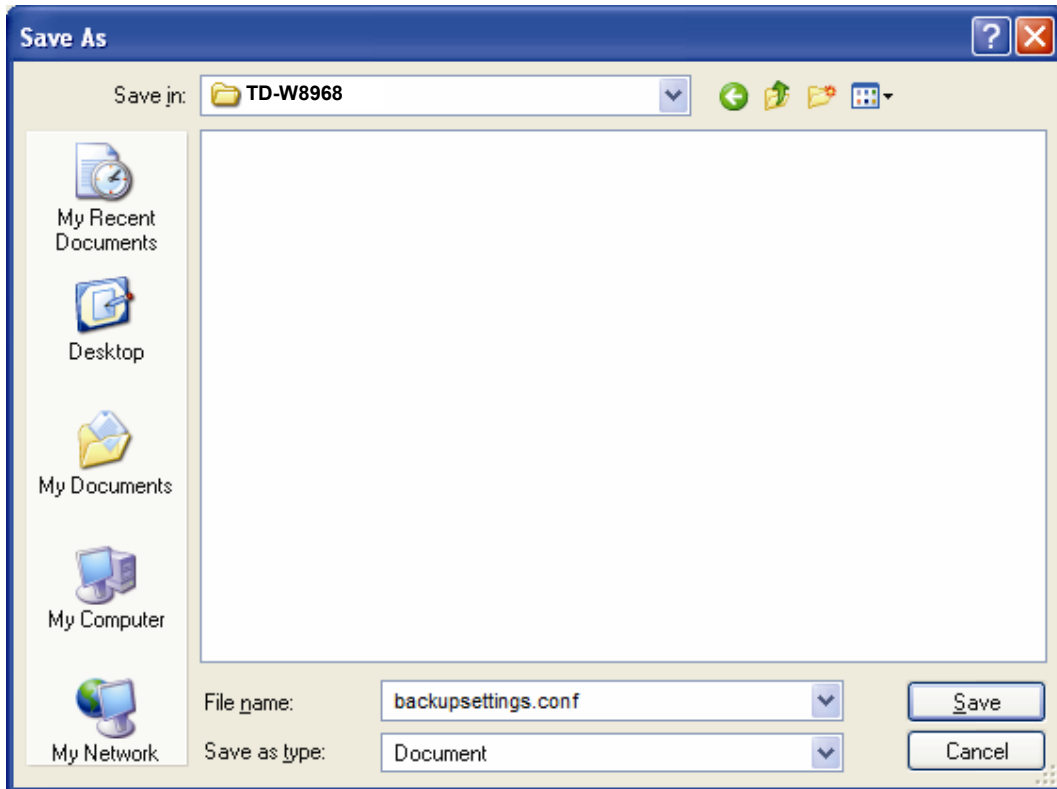 Save As
Save in:
TD-W8968
My Recent
Documents
Desktop
My Documents
My Computer
My Network
File name:
backupsettings.conf
Save
Save as type:
Document
Cancel